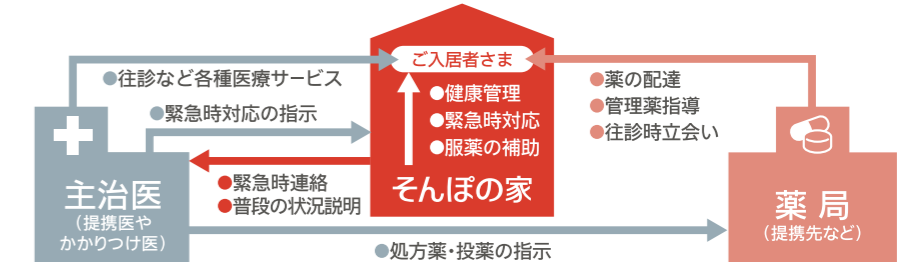 ご入居者さま
●往診など各種医療サービス
●緊急時対応の指示
●健康管理
●緊急時対応
●服薬の補助
そんぽの家
●薬の配達
●管理薬指導
●往診時立会い
主治医
（提携医や
かかりつけ医）
●緊急時連絡
●普段の状況説明
薬局
（提携先など）
●処方薬・投薬の指示